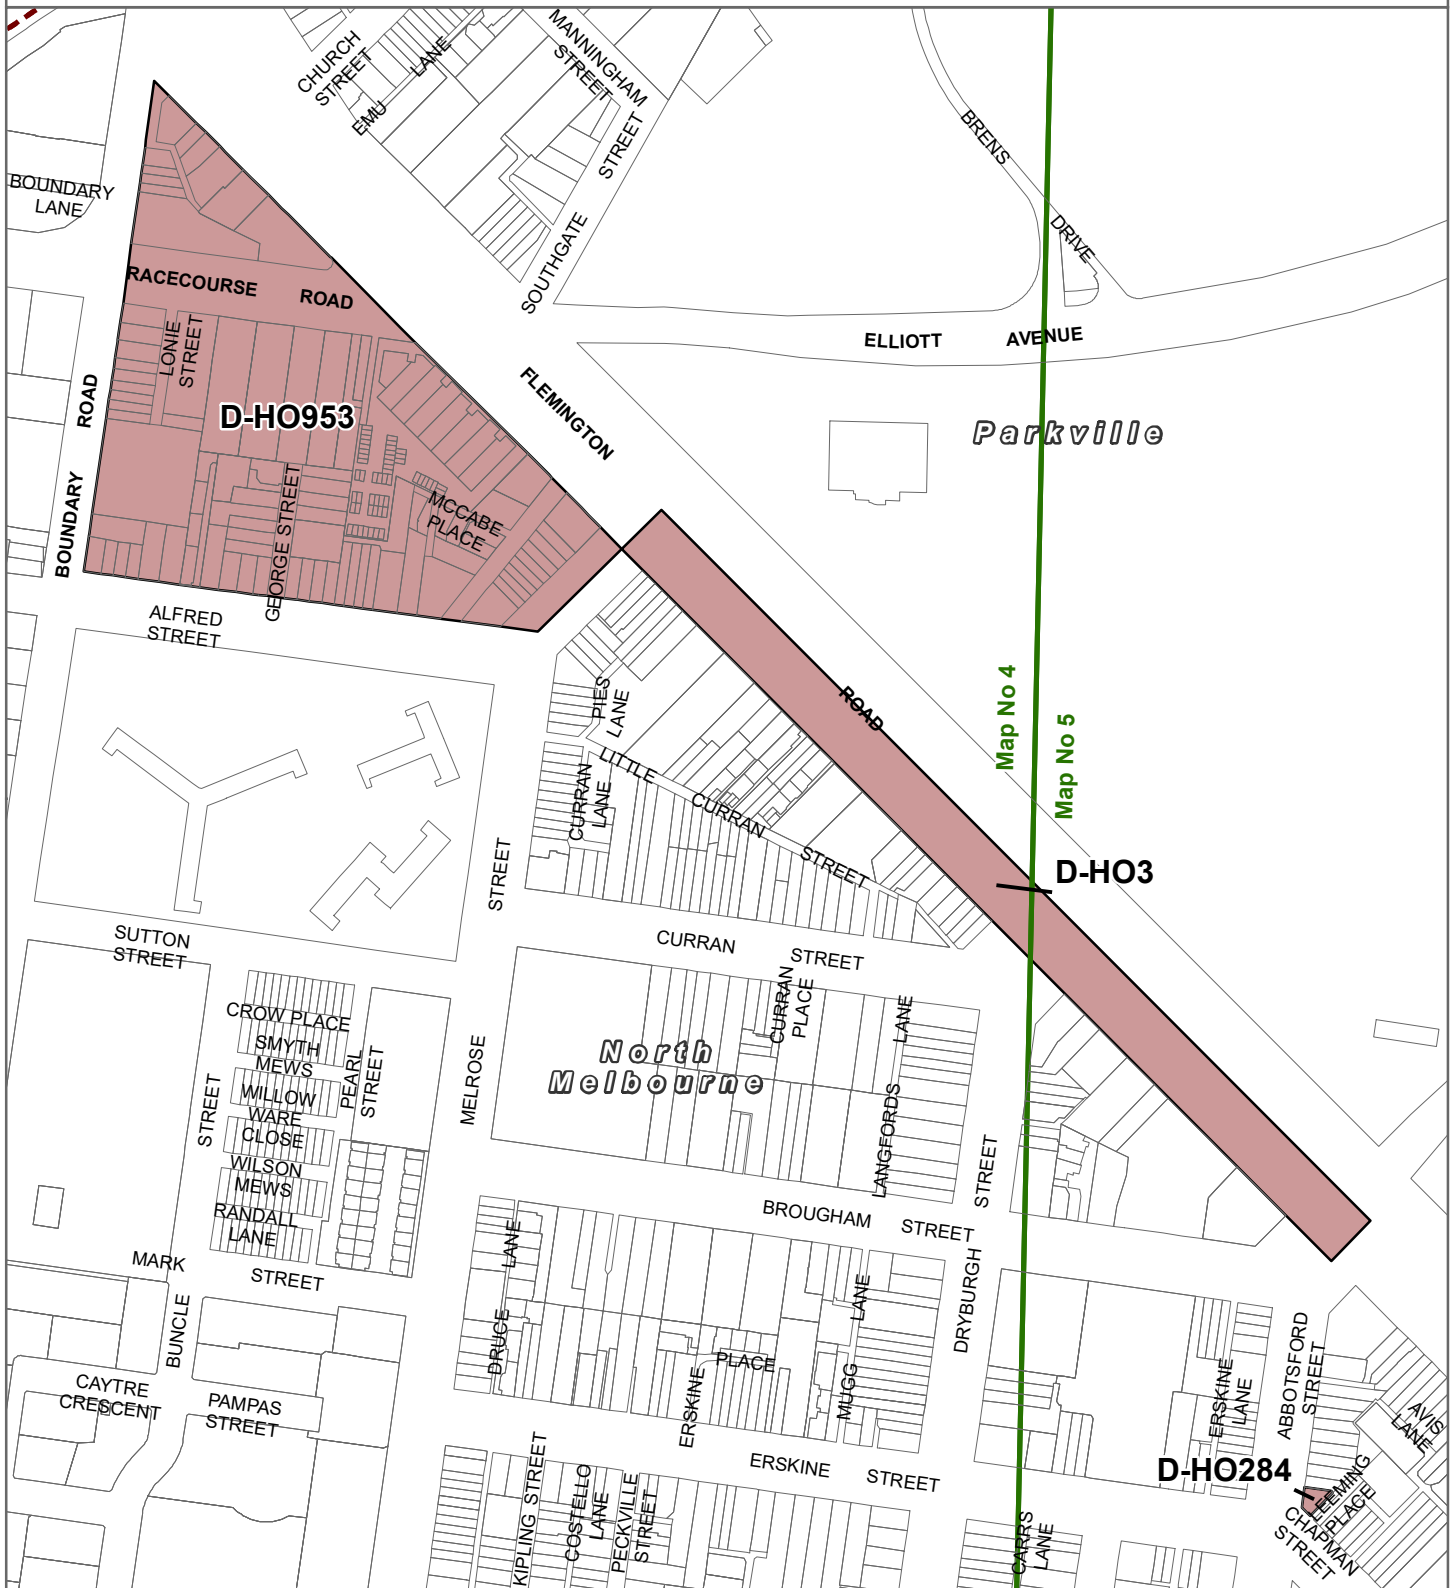 CHURCH
STREET
EMU
LANE
MANNINGHAM
STREET
SOUTHGATE
STREET
BRENS
DRIVE
BOUNDARY
LANE
RACECOURSE
ROAD
LONIE
STREET
ELLIOTT
AVENUE
FLEMINGTON
ROAD
BOUNDARY
ROAD
D-HO953
Parkville
GEORGE STREET
MCCABE
PLACE
ALFRED
STREET
PIES
LANE
LITTLE
CURRAN
STREET
CURRAN
LANE
Map No 4
Map No 5
D-HO3
MELROSE
STREET
SUTTON
STREET
CURRAN
STREET
CURRAN
PLACE
LANGFORDS
LANE
North
Melbourne
CROW PLACE
SMYTH
MEWS
WILLOW
WARE
CLOSE
WILSON
MEWS
RANDALL
LANE
PEARL
STREET
BUNCLE
STREET
MARK
STREET
BROUGHAM
STREET
DRYBURGH
STREET
DRUCE
LANE
ERSKINE
PLACE
MUGG
LANE
CAYTRE
CRESCENT
PAMPAS
STREET
ERSKINE
STREET
KIPLING STREET
COSTELLO
LANE
PECKVILLE
STREET
CARRS
LANE
ERSKINE
LANE
ABBOTSFORD
STREET
AVIS
LANE
D-HO284
FLEMING
PLACE
CHAPMAN
STREET